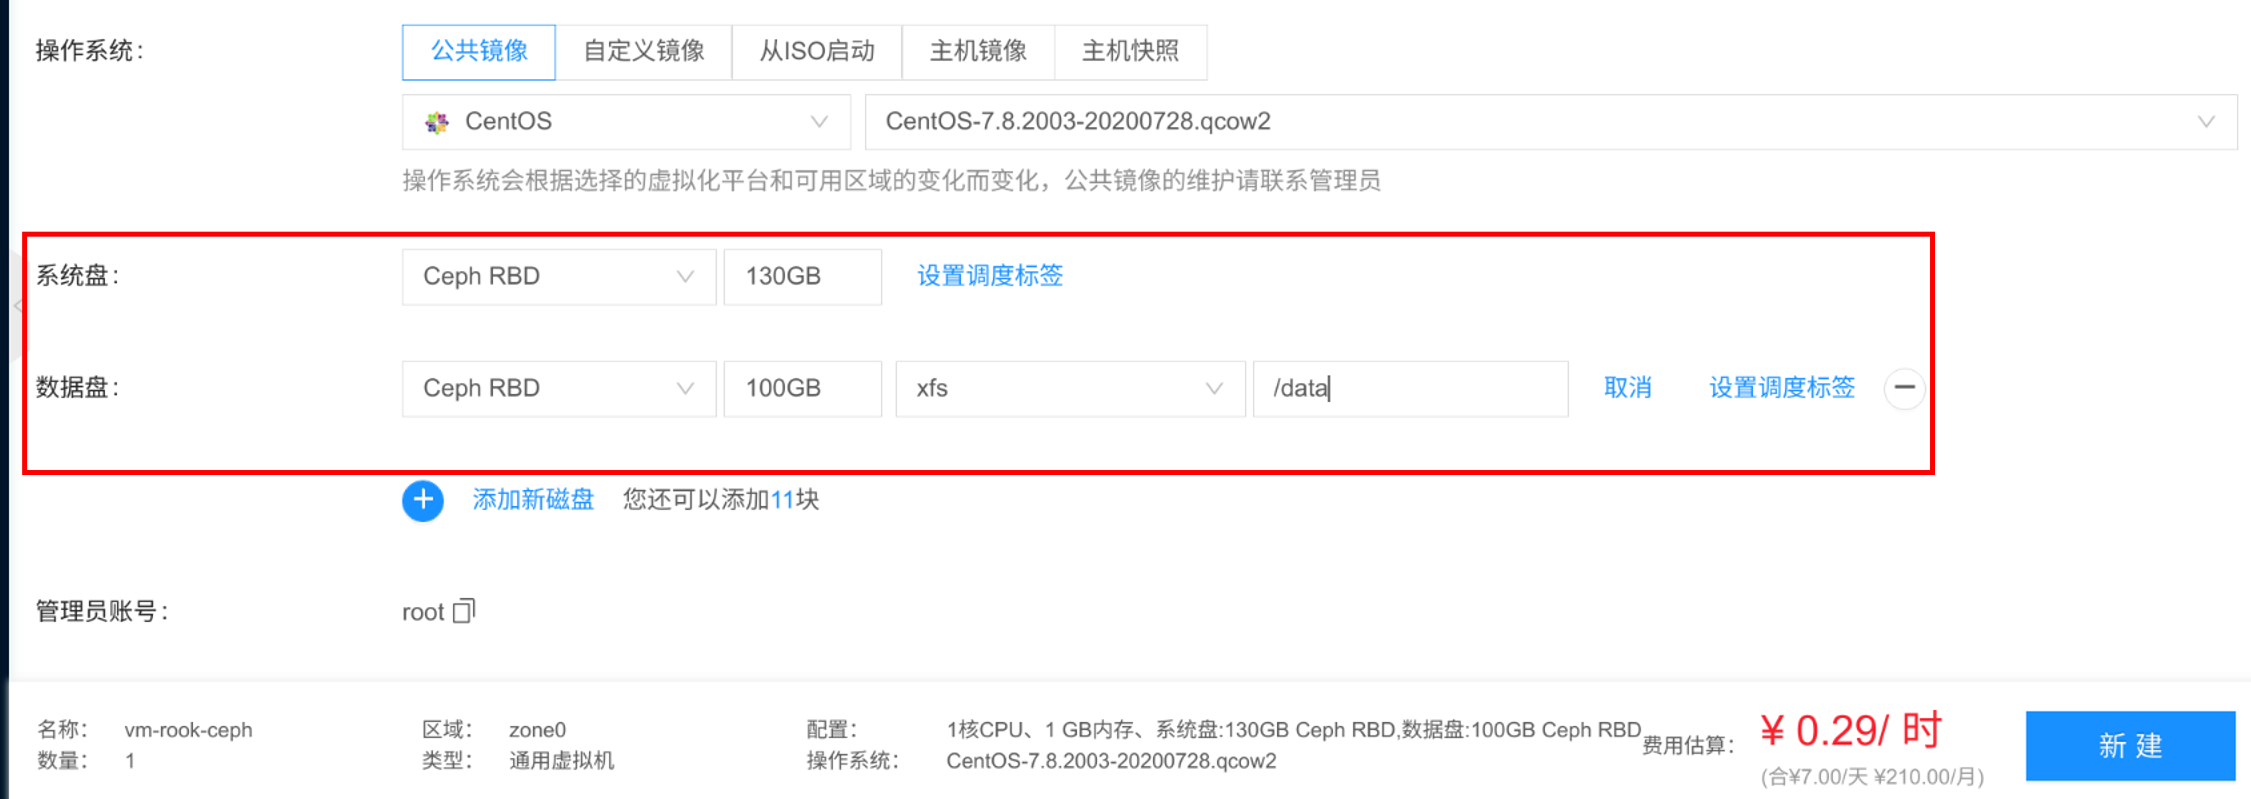 操作系统：
公共镜像 自定义镜像 从ISO启动 主机镜像 主机快照
CentOS CentOS-7.8.2003-20200728.qcow2
操作系统会根据选择的虚拟化平台和可用区域的变化而变化，公共镜像的维护请联系管理员
系统盘： Ceph RBD 130GB 设置调度标签
数据盘： Ceph RBD 100GB xfs /data 取消 设置调度标签
添加新磁盘 您还可以添加11块
管理员账号： root
名称： vm-rook-ceph 区域： zone0 配置： 1核CPU、1 GB内存、系统盘:130GB Ceph RBD,数据盘:100GB Ceph RBD
数量： 1 类型： 通用虚拟机 操作系统： CentOS-7.8.2003-20200728.qcow2
费用估算： ¥ 0.29/ 时
(合¥7.00/天 ¥210.00/月)
新 建